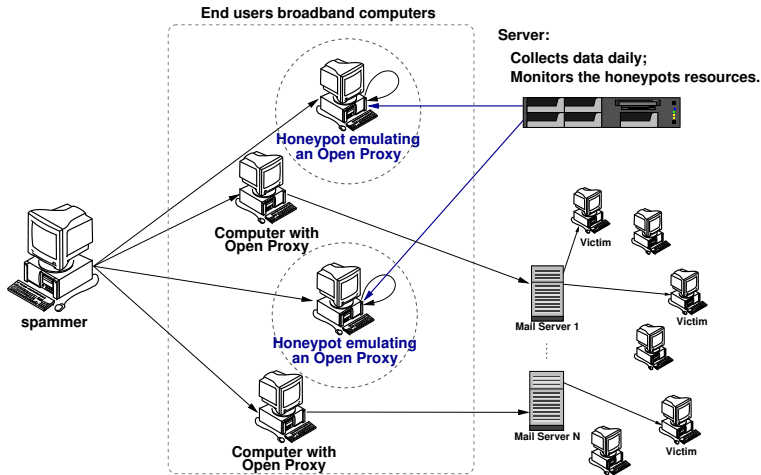 End users broadband computers
Server:
Collects data daily;
Monitors the honeypots resources.
Honeypot emulating
an Open Proxy
Computer with
Open Proxy
Victim
spammer
Honeypot emulating
an Open Proxy
Mail Server 1
Victim
Computer with
Open Proxy
Mail Server N
Victim